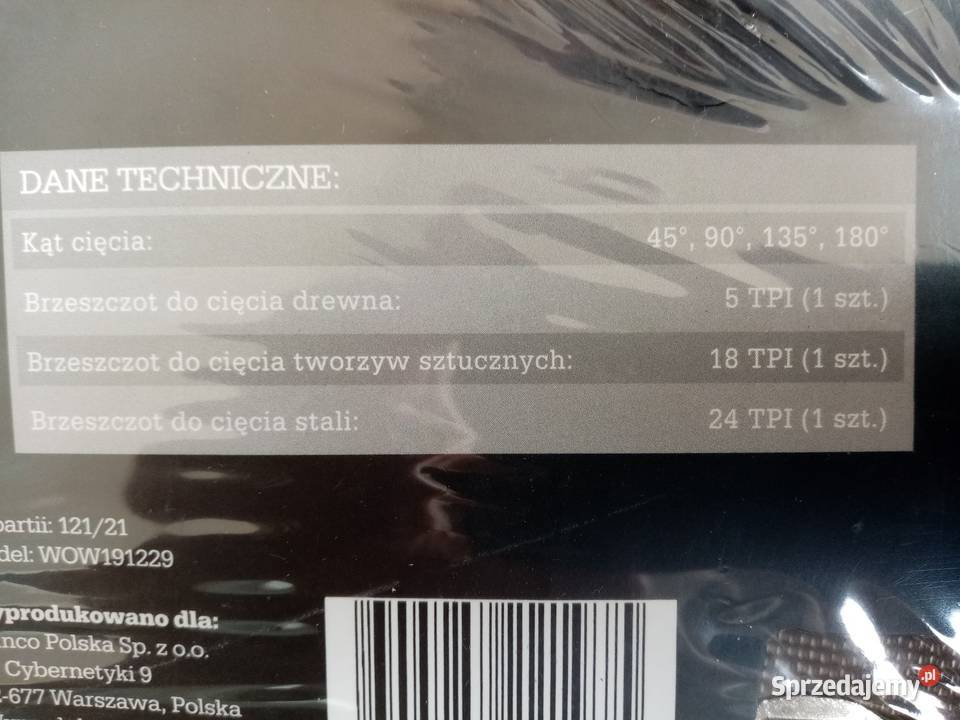 DANE TECHNICZNE:
Kąt cięcia: 45°, 90°, 135°, 180°
Brzeszczot do cięcia drewna: 5 TPI (1 szt.)
Brzeszczot do cięcia tworzyw sztucznych: 18 TPI (1 szt.)
Brzeszczot do cięcia stali: 24 TPI (1 szt.)
partii: 121/21
del: WOW191229
yprodukowano dla:
nco Polska Sp. z o.o.
Cybernetyki 9
-677 Warszawa, Polska
Sprzedajemy.pl